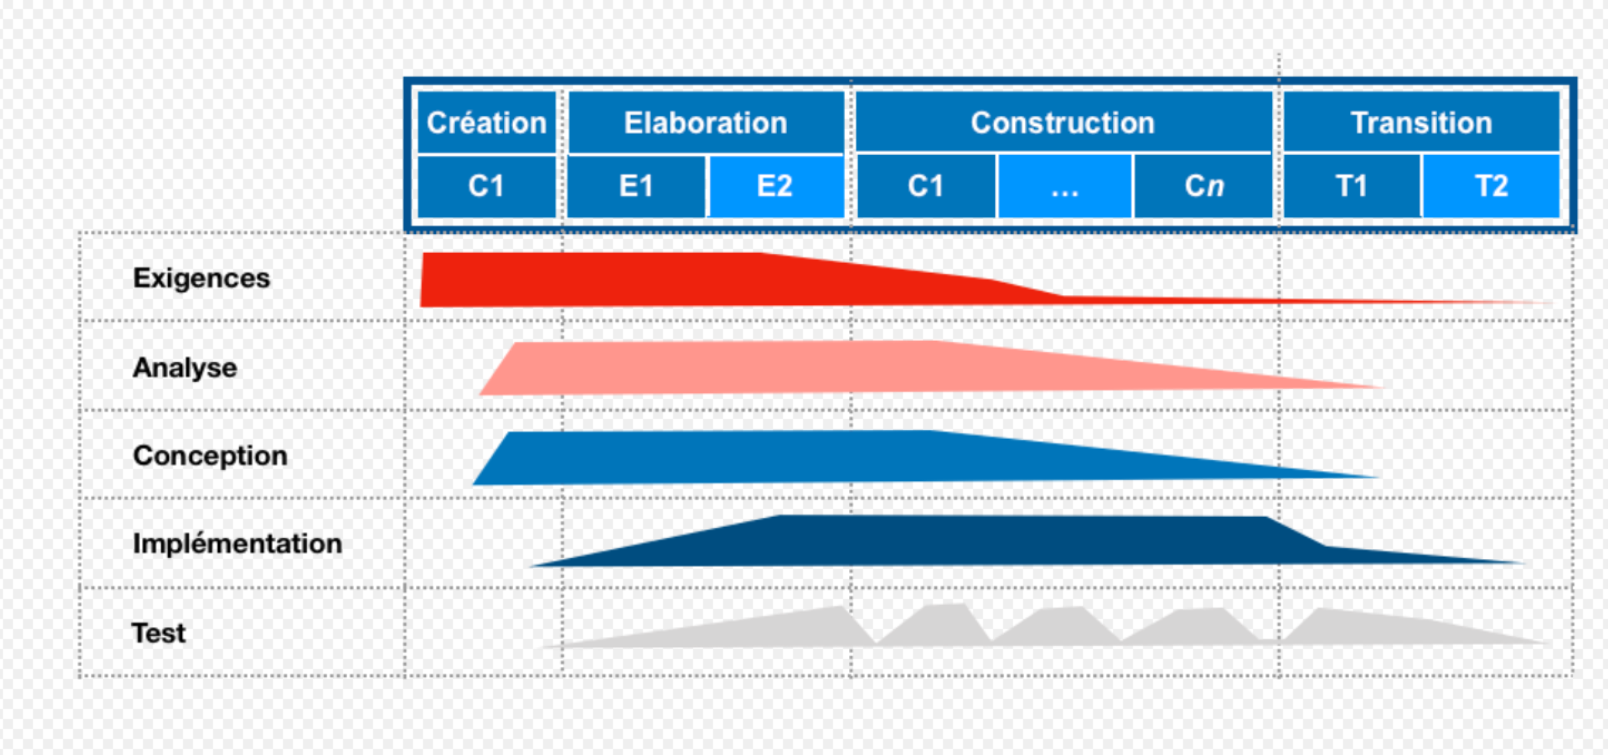 Création Elaboration Construction Transition
C1 E1 E2 C1 ... Cn T1 T2
Exigences
Analyse
Conception
Implémentation
Test